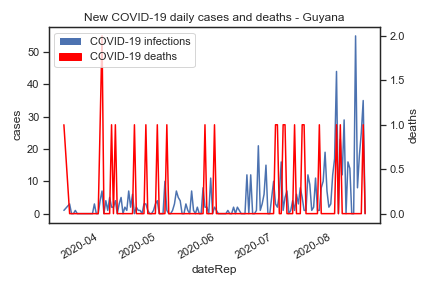 New COVID-19 daily cases and deaths - Guyana
COVID-19 infections
COVID-19 deaths
50
40
30
20
10
0
cases
2.0
1.5
1.0
0.5
0.0
deaths
2020-04
2020-05
2020-06
2020-07
2020-08
dateRep